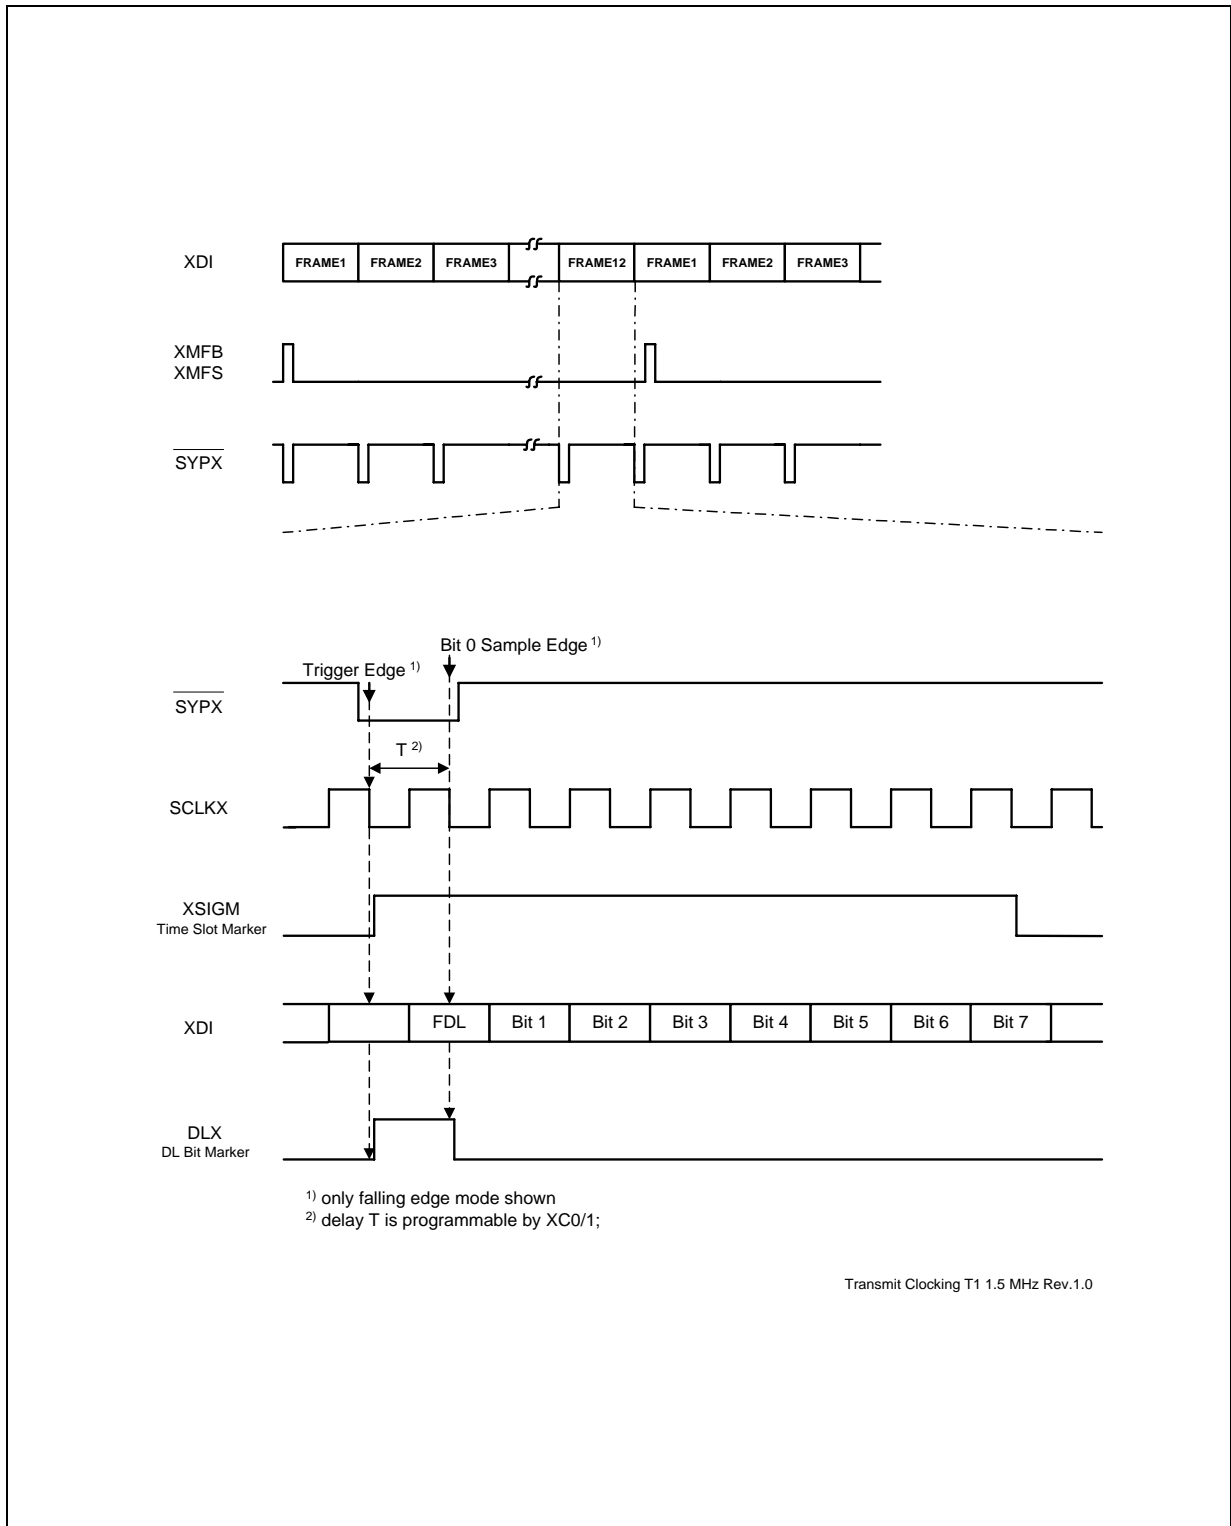 XDI
FRAME1 FRAME2 FRAME3 FRAME12 FRAME1 FRAME2 FRAME3
XMFB
XMFS
SYPX
Bit 0 Sample Edge 1)
Trigger Edge 1)
SYPX
T 2)
SCLKX
XSIGM
Time Slot Marker
XDI
FDL Bit 1 Bit 2 Bit 3 Bit 4 Bit 5 Bit 6 Bit 7
DLX
DL Bit Marker
1) only falling edge mode shown
2) delay T is programmable by XC0/1;
Transmit Clocking T1 1.5 MHz Rev.1.0